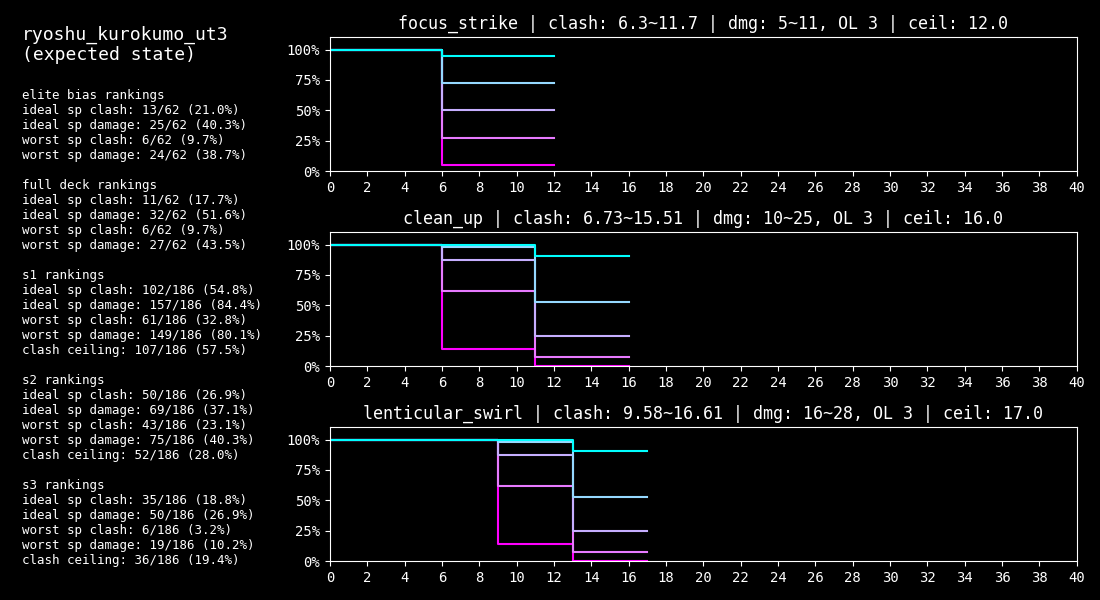 ryoshu_kurokumo_ut3
(expected state)
elite bias rankings
ideal sp clash: 13/62 (21.0%)
ideal sp damage: 25/62 (40.3%)
worst sp clash: 6/62 (9.7%)
worst sp damage: 24/62 (38.7%)
full deck rankings
ideal sp clash: 11/62 (17.7%)
ideal sp damage: 32/62 (51.6%)
worst sp clash: 6/62 (9.7%)
worst sp damage: 27/62 (43.5%)
s1 rankings
ideal sp clash: 102/186 (54.8%)
ideal sp damage: 157/186 (84.4%)
worst sp clash: 61/186 (32.8%)
worst sp damage: 149/186 (80.1%)
clash ceiling: 107/186 (57.5%)
s2 rankings
ideal sp clash: 50/186 (26.9%)
ideal sp damage: 69/186 (37.1%)
worst sp clash: 43/186 (23.1%)
worst sp damage: 75/186 (40.3%)
clash ceiling: 52/186 (28.0%)
s3 rankings
ideal sp clash: 35/186 (18.8%)
ideal sp damage: 50/186 (26.9%)
worst sp clash: 6/186 (3.2%)
worst sp damage: 19/186 (10.2%)
clash ceiling: 36/186 (19.4%)
focus_strike | clash: 6.3~11.7 | dmg: 5~11, OL 3 | ceil: 12.0
100%
75%
50%
25%
0%
0 2 4 6 8 10 12 14 16 18 20 22 24 26 28 30 32 34 36 38 40
clean_up | clash: 6.73~15.51 | dmg: 10~25, OL 3 | ceil: 16.0
100%
75%
50%
25%
0%
0 2 4 6 8 10 12 14 16 18 20 22 24 26 28 30 32 34 36 38 40
lenticular_swirl | clash: 9.58~16.61 | dmg: 16~28, OL 3 | ceil: 17.0
100%
75%
50%
25%
0%
0 2 4 6 8 10 12 14 16 18 20 22 24 26 28 30 32 34 36 38 40